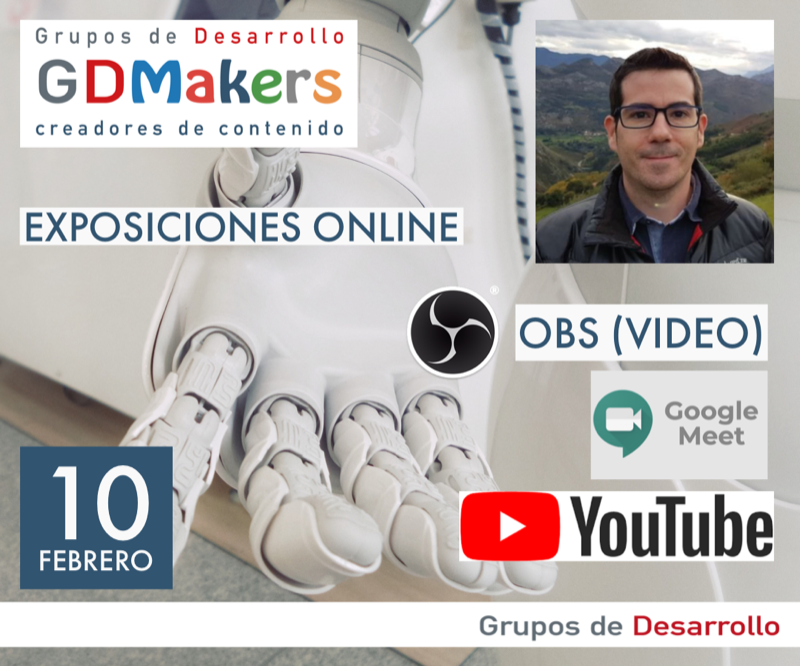 Grupos de Desarrollo
GDMakers
creadores de contenido
EXPOSICIONES ONLINE
®
OBS (VIDEO)
Google
Meet
10
FEBRERO
YouTube
Grupos de Desarrollo